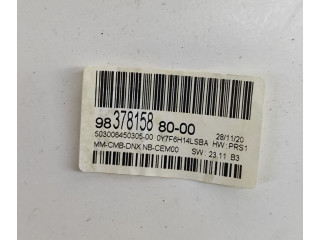 98 378158 80-00
503006450305-00 0Y7F6H14LSBA 28/11/20
HW:PRS1
MM-CMB-DNX NB-CEM00 SW: 23.11 B3